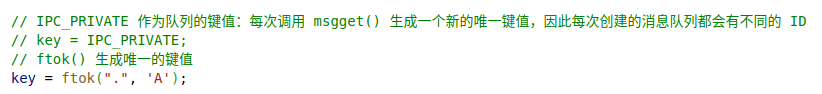 // IPC_PRIVATE 作为队列的键值：每次调用 msgget() 生成一个新的唯一键值，因此每次创建的消息队列都会有不同的 ID
// key = IPC_PRIVATE;
// ftok() 生成唯一的键值
key = ftok(".", 'A');